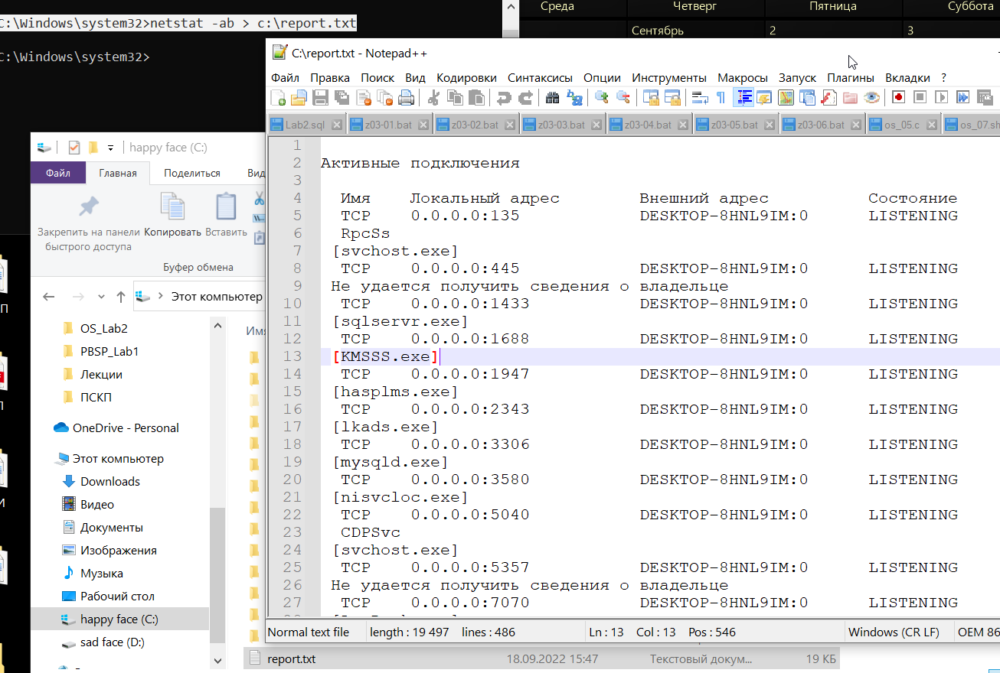 C:\Windows\system32>netstat -ab > c:\report.txt
C:\Windows\system32>
Среда Четверг Пятница Суббота
Сентябрь 2 3
C:\report.txt - Notepad++
Файл Правка Поиск Вид Кодировки Синтаксисы Опции Инструменты Макросы Запуск Плагины Вкладки ?
Lab2.sql z03-01.bat z03-02.bat z03-03.bat z03-04.bat z03-05.bat z03-06.bat os_05.c os_07.sh
1
2 Активные подключения
3
4 Имя Локальный адрес Внешний адрес Состояние
5 TCP 0.0.0.0:135 DESKTOP-8HNL9IM:0 LISTENING
6 RpcSs
7 [svchost.exe]
8 TCP 0.0.0.0:445 DESKTOP-8HNL9IM:0 LISTENING
9 Не удается получить сведения о владельце
10 TCP 0.0.0.0:1433 DESKTOP-8HNL9IM:0 LISTENING
11 [sqlservr.exe]
12 TCP 0.0.0.0:1688 DESKTOP-8HNL9IM:0 LISTENING
13 [KMSSS.exe]
14 TCP 0.0.0.0:1947 DESKTOP-8HNL9IM:0 LISTENING
15 [hasplms.exe]
16 TCP 0.0.0.0:2343 DESKTOP-8HNL9IM:0 LISTENING
17 [lkads.exe]
18 TCP 0.0.0.0:3306 DESKTOP-8HNL9IM:0 LISTENING
19 [mysqld.exe]
20 TCP 0.0.0.0:3580 DESKTOP-8HNL9IM:0 LISTENING
21 [nisvcloc.exe]
22 TCP 0.0.0.0:5040 DESKTOP-8HNL9IM:0 LISTENING
23 CDPSvc
24 [svchost.exe]
25 TCP 0.0.0.0:5357 DESKTOP-8HNL9IM:0 LISTENING
26 Не удается получить сведения о владельце
27 TCP 0.0.0.0:7070 DESKTOP-8HNL9IM:0 LISTENING
Normal text file length : 19 497 lines : 486 Ln : 13 Col : 13 Pos : 546 Windows (CR LF) OEM 86
happy face (C:)
Файл Главная Поделиться Вид
Закрепить на панели быстрого доступа
Копировать
Вставить
Буфер обмена
Этот компьютер
OS_Lab2
PBSP_Lab1
Лекции
ПСКП
OneDrive - Personal
Этот компьютер
Downloads
Видео
Документы
Изображения
Музыка
Рабочий стол
happy face (C:)
sad face (D:)
report.txt 18.09.2022 15:47 Текстовый докум... 19 КБ